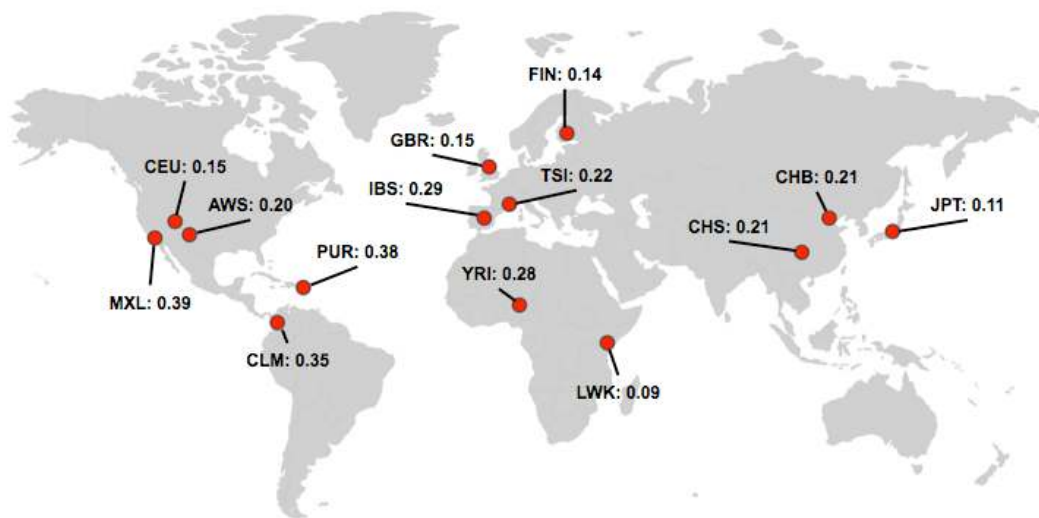 FIN: 0.14
GBR: 0.15
CEU: 0.15
TSI: 0.22
CHB: 0.21
IBS: 0.29
AWS: 0.20
JPT: 0.11
CHS: 0.21
PUR: 0.38
YRI: 0.28
MXL: 0.39
CLM: 0.35
LWK: 0.09